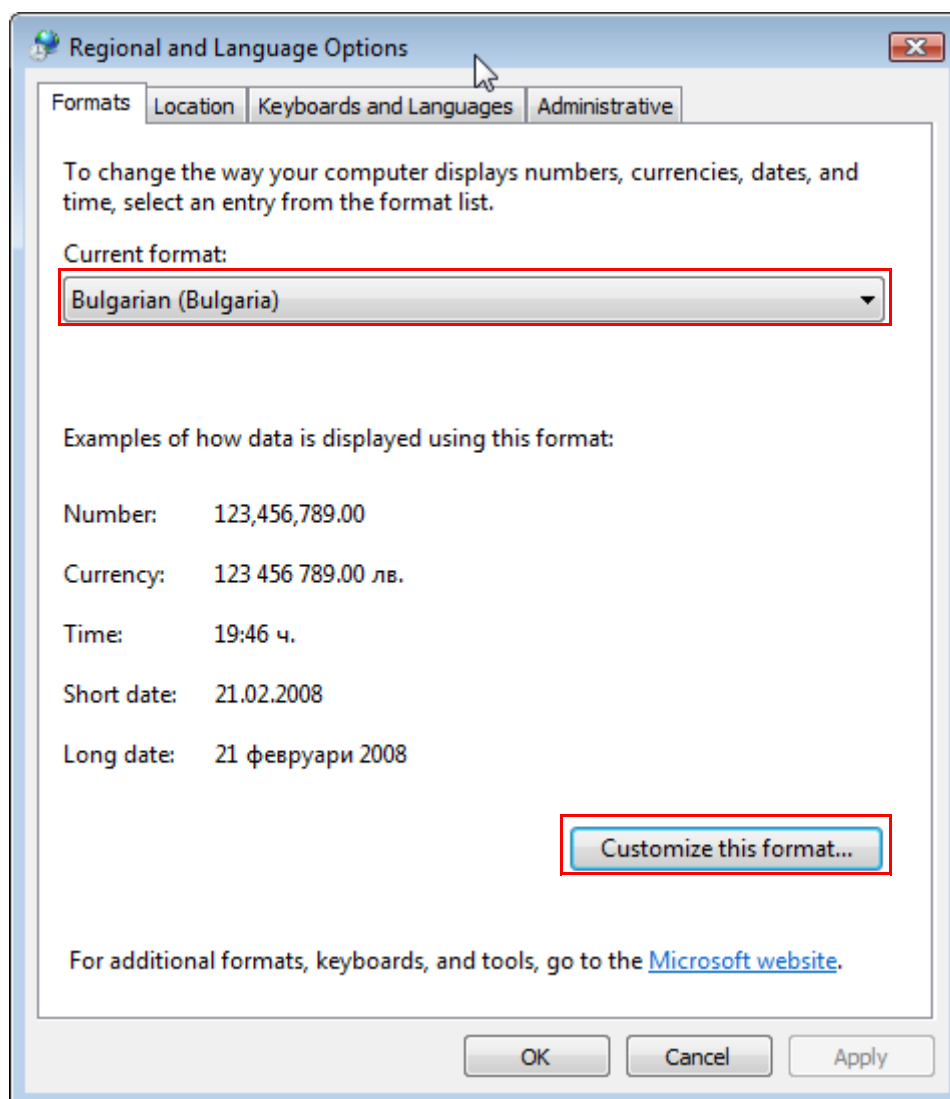 Regional and Language Options
Formats Location Keyboards and Languages Administrative
To change the way your computer displays numbers, currencies, dates, and
time, select an entry from the format list.
Current format:
Bulgarian (Bulgaria)
Examples of how data is displayed using this format:
Number: 123,456,789.00
Currency: 123 456 789.00 лв.
Time: 19:46 ч.
Short date: 21.02.2008
Long date: 21 февруари 2008
Customize this format...
For additional formats, keyboards, and tools, go to the Microsoft website.
OK Cancel Apply